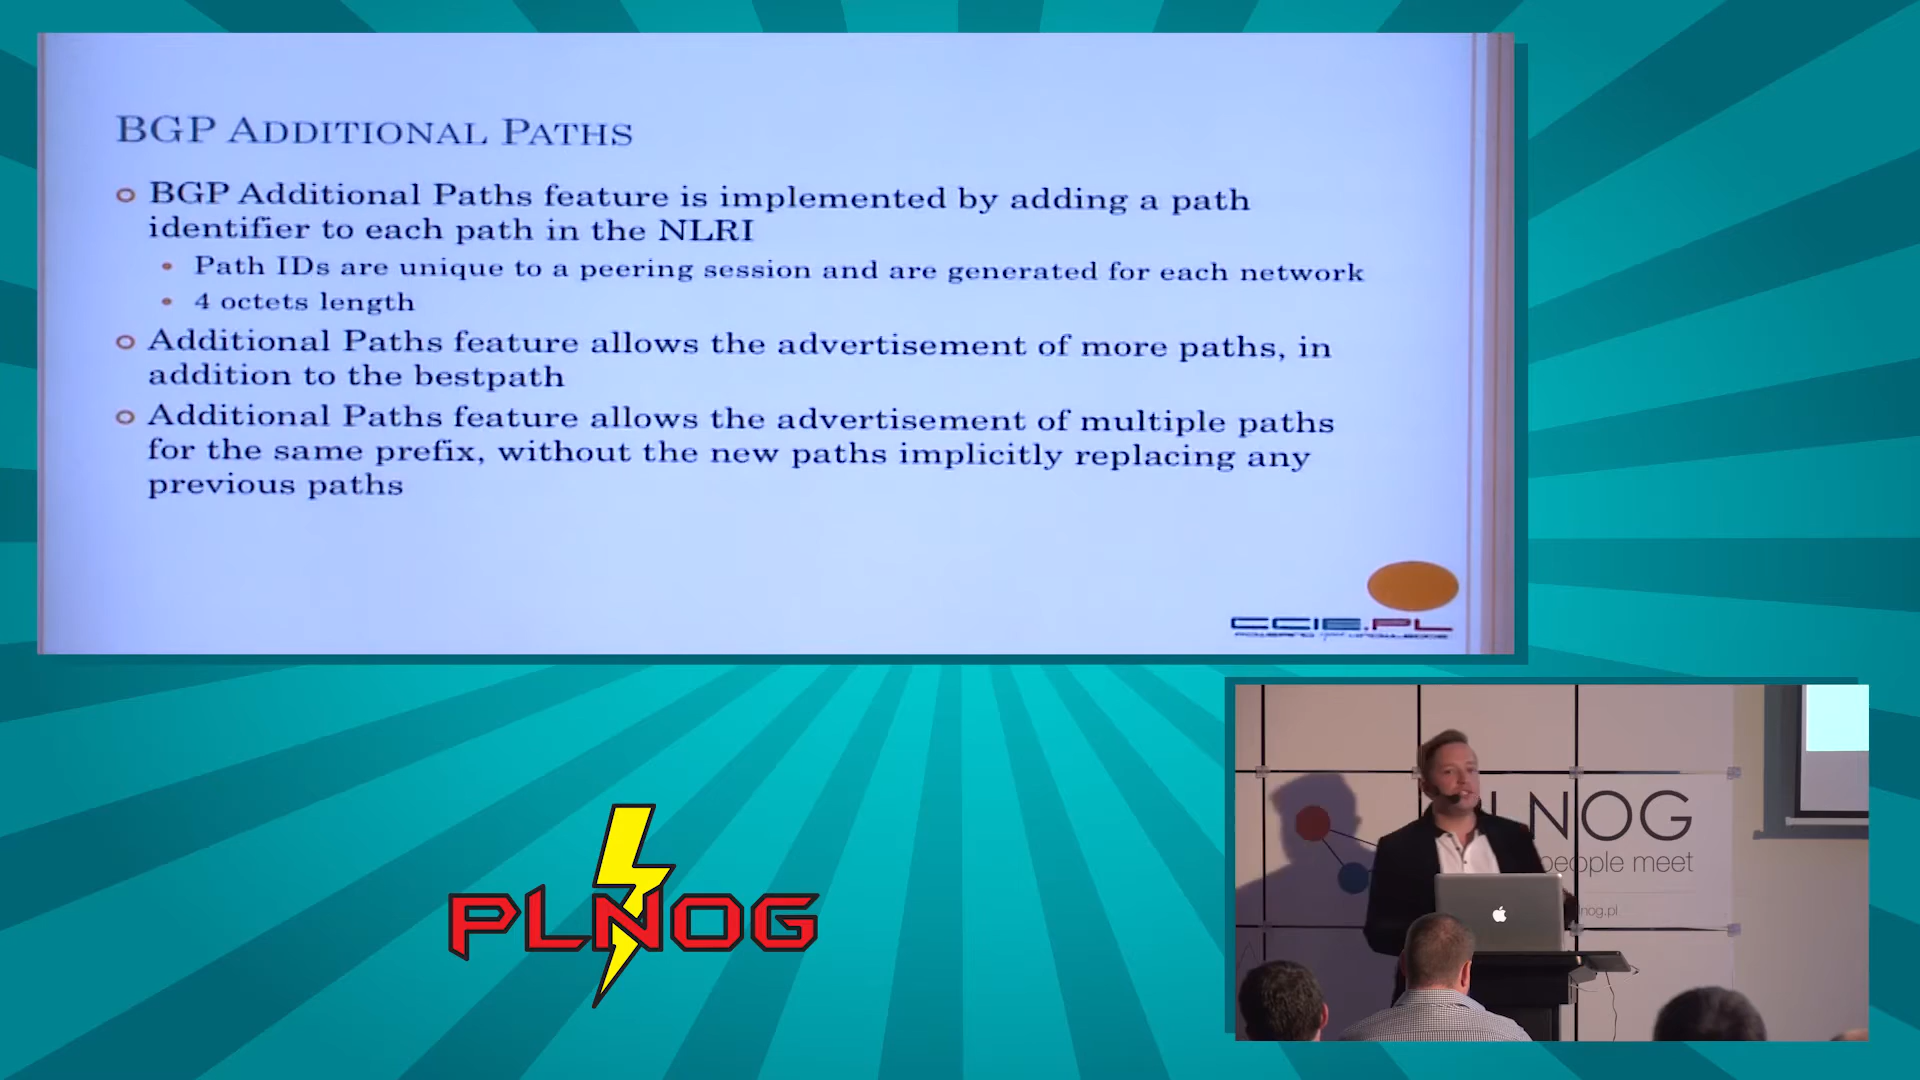 BGP ADDITIONAL PATHS
BGP Additional Paths feature is implemented by adding a path
identifier to each path in the NLRI
Path IDs are unique to a peering session and are generated for each network
4 octets length
Additional Paths feature allows the advertisement of more paths, in
addition to the bestpath
Additional Paths feature allows the advertisement of multiple paths
for the same prefix, without the new paths implicitly replacing any
previous paths
CCIE.PL
PLNOG
LNOG
people meet
nog.pl